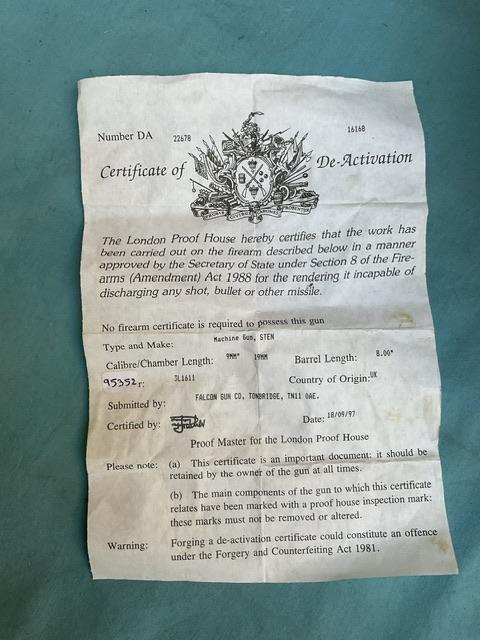 Number DA 22678 16168
Certificate of De-Activation
The London Proof House hereby certifies that the work has
been carried out on the firearm described below in a manner
approved by the Secretary of State under Section 8 of the Fire-
arms (Amendment) Act 1988 for the rendering it incapable of
discharging any shot, bullet or other missile.
No firearm certificate is required to possess this gun
Type and Make: Machine Gun, STEN
Calibre/Chamber Length: 9MM* 19MM Barrel Length: 8.00"
95352 r: 3L1611 Country of Origin: UK
Submitted by: FALCON GUN CO, TONBRIDGE, TN11 0AE.
Certified by: Date: 18/09/97
Proof Master for the London Proof House
Please note: (a) This certificate is an important document: it should be
retained by the owner of the gun at all times.
(b) The main components of the gun to which this certificate
relates have been marked with a proof house inspection mark:
these marks must not be removed or altered.
Warning: Forging a de-activation certificate could constitute an offence
under the Forgery and Counterfeiting Act 1981.